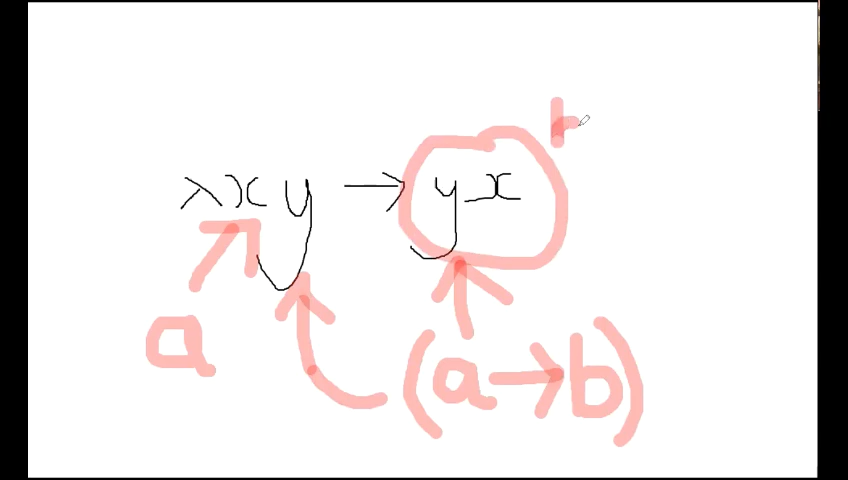 λxy → yx
a
(a→b)